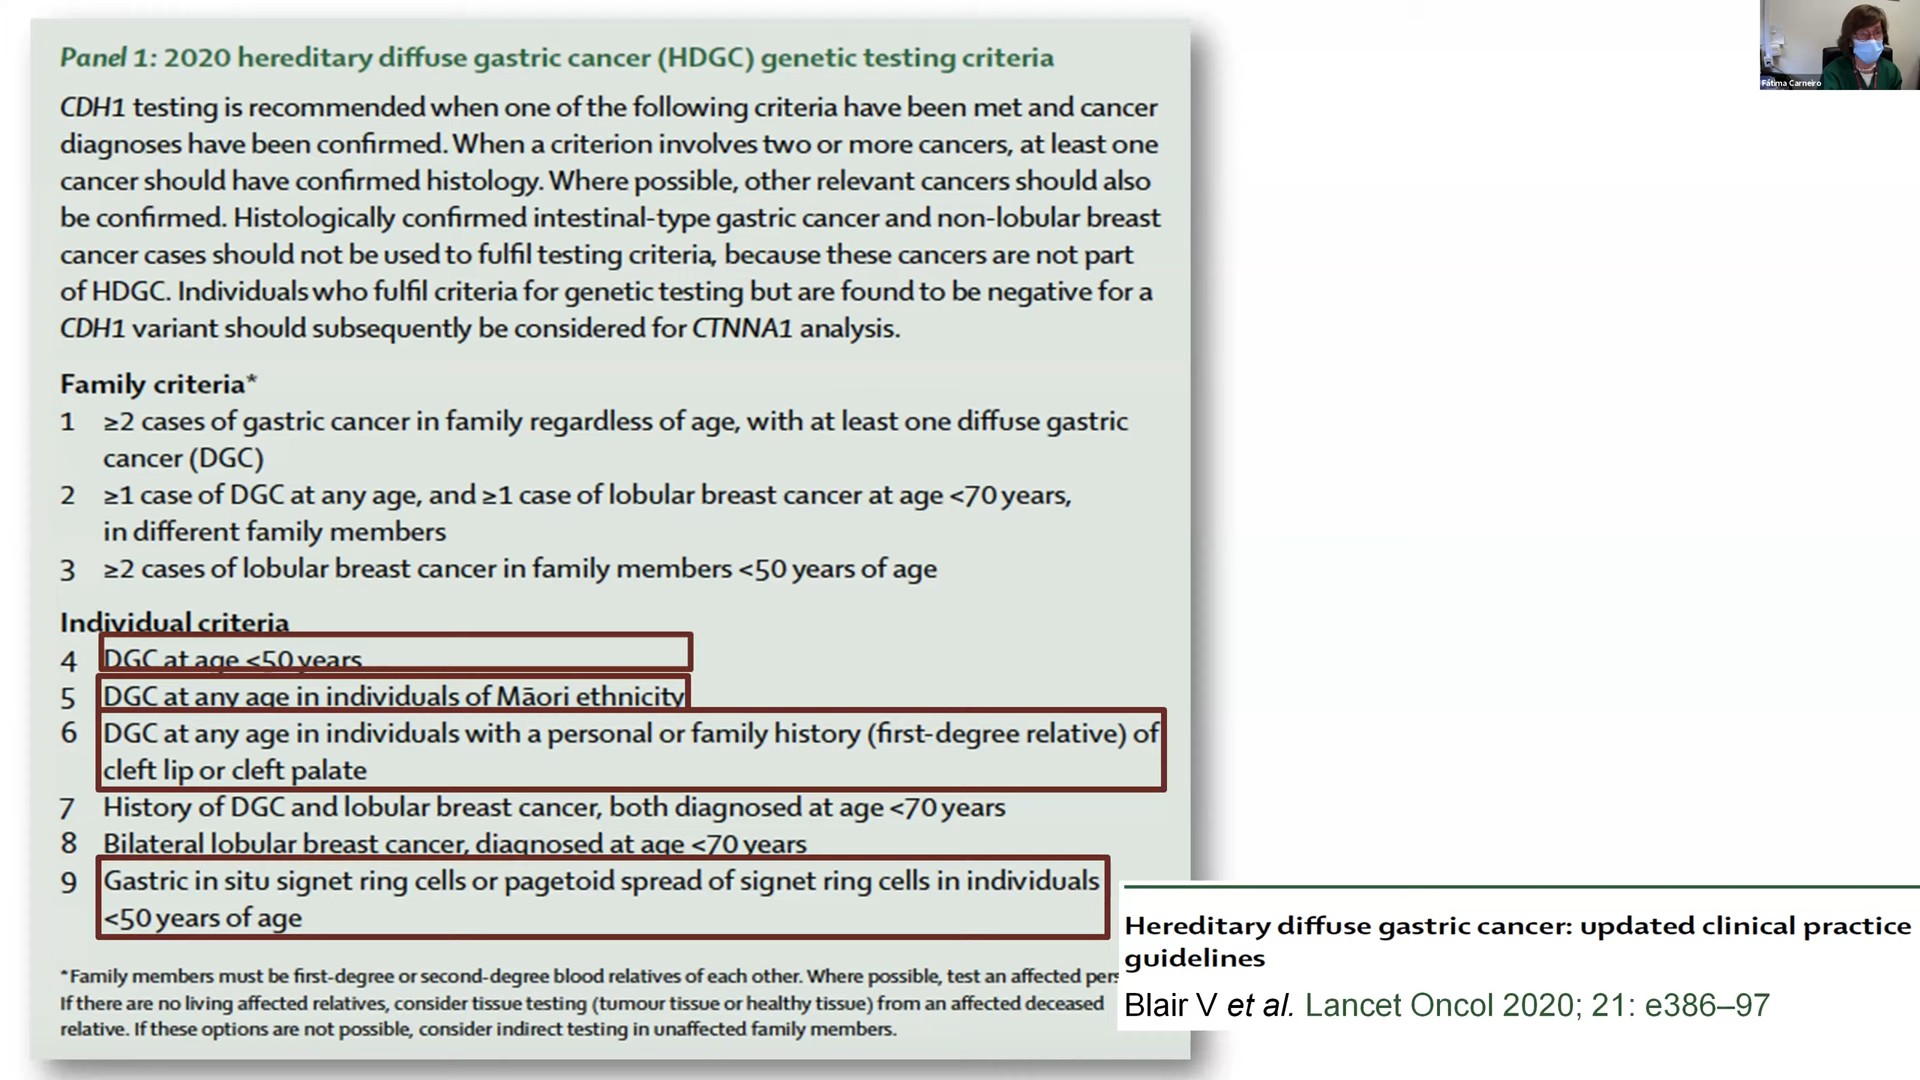 Panel 1: 2020 hereditary diffuse gastric cancer (HDGC) genetic testing criteria
CDH1 testing is recommended when one of the following criteria have been met and cancer
diagnoses have been confirmed. When a criterion involves two or more cancers, at least one
cancer should have confirmed histology. Where possible, other relevant cancers should also
be confirmed. Histologically confirmed intestinal-type gastric cancer and non-lobular breast
cancer cases should not be used to fulfil testing criteria, because these cancers are not part
of HDGC. Individuals who fulfil criteria for genetic testing but are found to be negative for a
CDH1 variant should subsequently be considered for CTNNA1 analysis.
Family criteria*
1 ≥2 cases of gastric cancer in family regardless of age, with at least one diffuse gastric
cancer (DGC)
2 ≥1 case of DGC at any age, and ≥1 case of lobular breast cancer at age <70 years,
in different family members
3 ≥2 cases of lobular breast cancer in family members <50 years of age
Individual criteria
4 DGC at age <50 years
5 DGC at any age in individuals of Māori ethnicity
6 DGC at any age in individuals with a personal or family history (first-degree relative) of
cleft lip or cleft palate
7 History of DGC and lobular breast cancer, both diagnosed at age <70 years
8 Bilateral lobular breast cancer, diagnosed at age <70 years
9 Gastric in situ signet ring cells or pagetoid spread of signet ring cells in individuals
<50 years of age
*Family members must be first-degree or second-degree blood relatives of each other. Where possible, test an affected pers
If there are no living affected relatives, consider tissue testing (tumour tissue or healthy tissue) from an affected deceased
relative. If these options are not possible, consider indirect testing in unaffected family members.
Hereditary diffuse gastric cancer: updated clinical practice
guidelines
Blair V et al. Lancet Oncol 2020; 21: e386–97
Fátima Carneiro